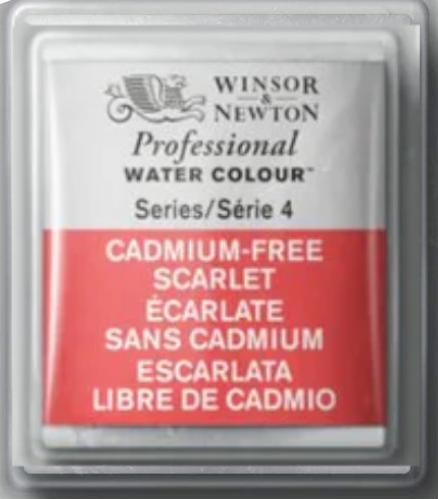 WINSOR
&
NEWTON
Professional
WATER COLOUR™
Series/Série 4
CADMIUM-FREE
SCARLET
ÉCARLATE
SANS CADMIUM
ESCARLATA
LIBRE DE CADMIO